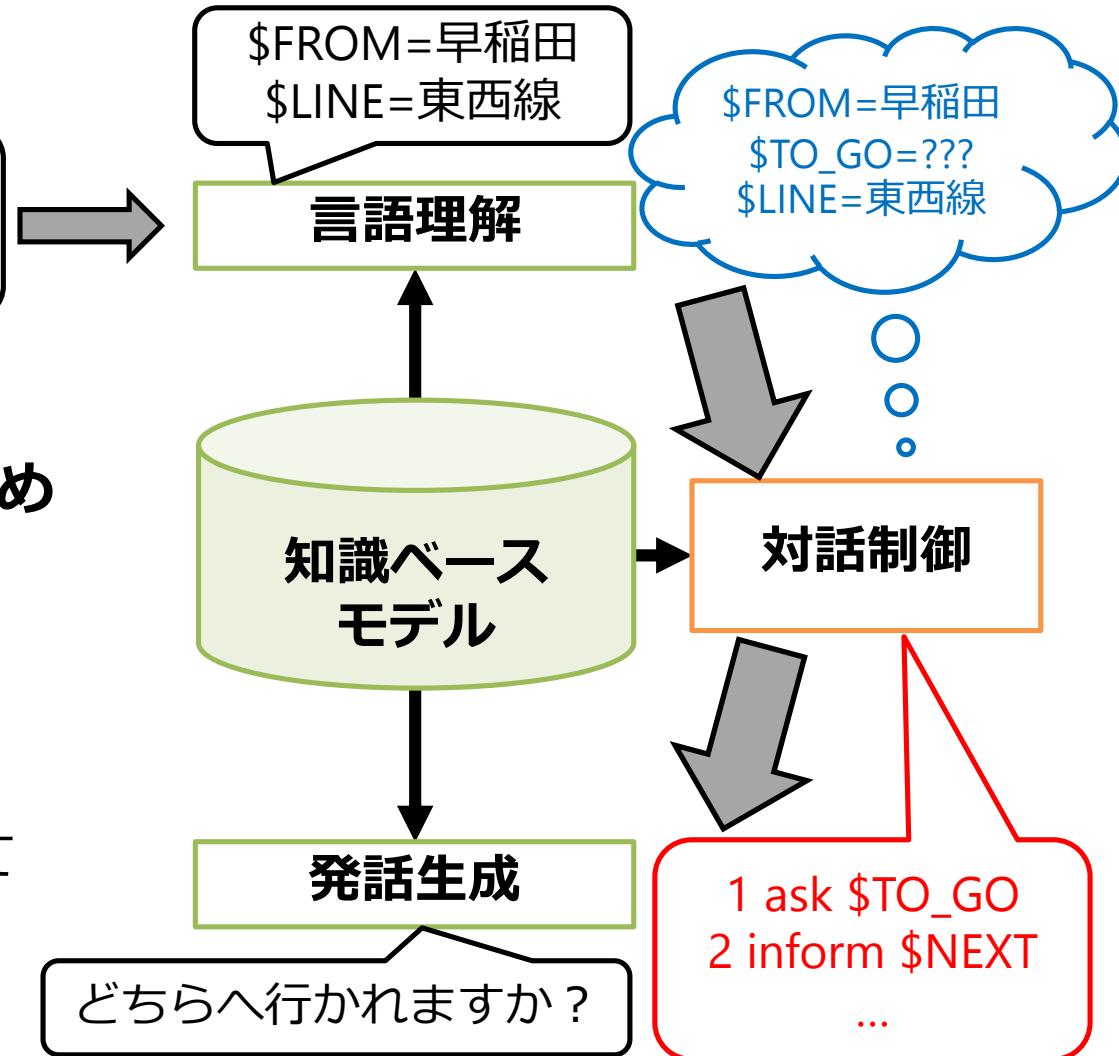 $FROM=早稲田
$LINE=東西線
$FROM=早稲田
$TO_GO=???
$LINE=東西線
言語理解
め
知識ベース
モデル
対話制御
発話生成
1 ask $TO_GO
2 inform $NEXT
…
どちらへ行かれますか？